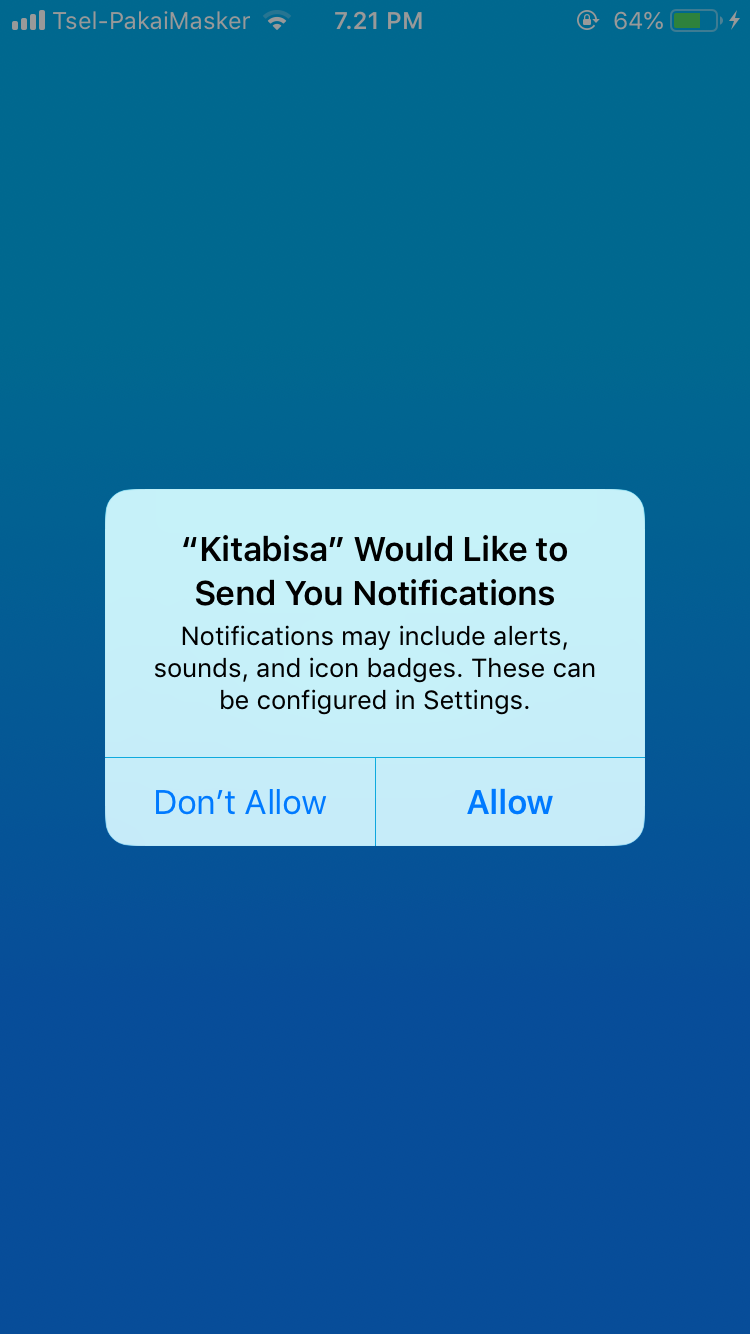 Tsel-PakaiMasker 7.21 PM 64%
“Kitabisa” Would Like to
Send You Notifications
Notifications may include alerts,
sounds, and icon badges. These can
be configured in Settings.
Don’t Allow Allow